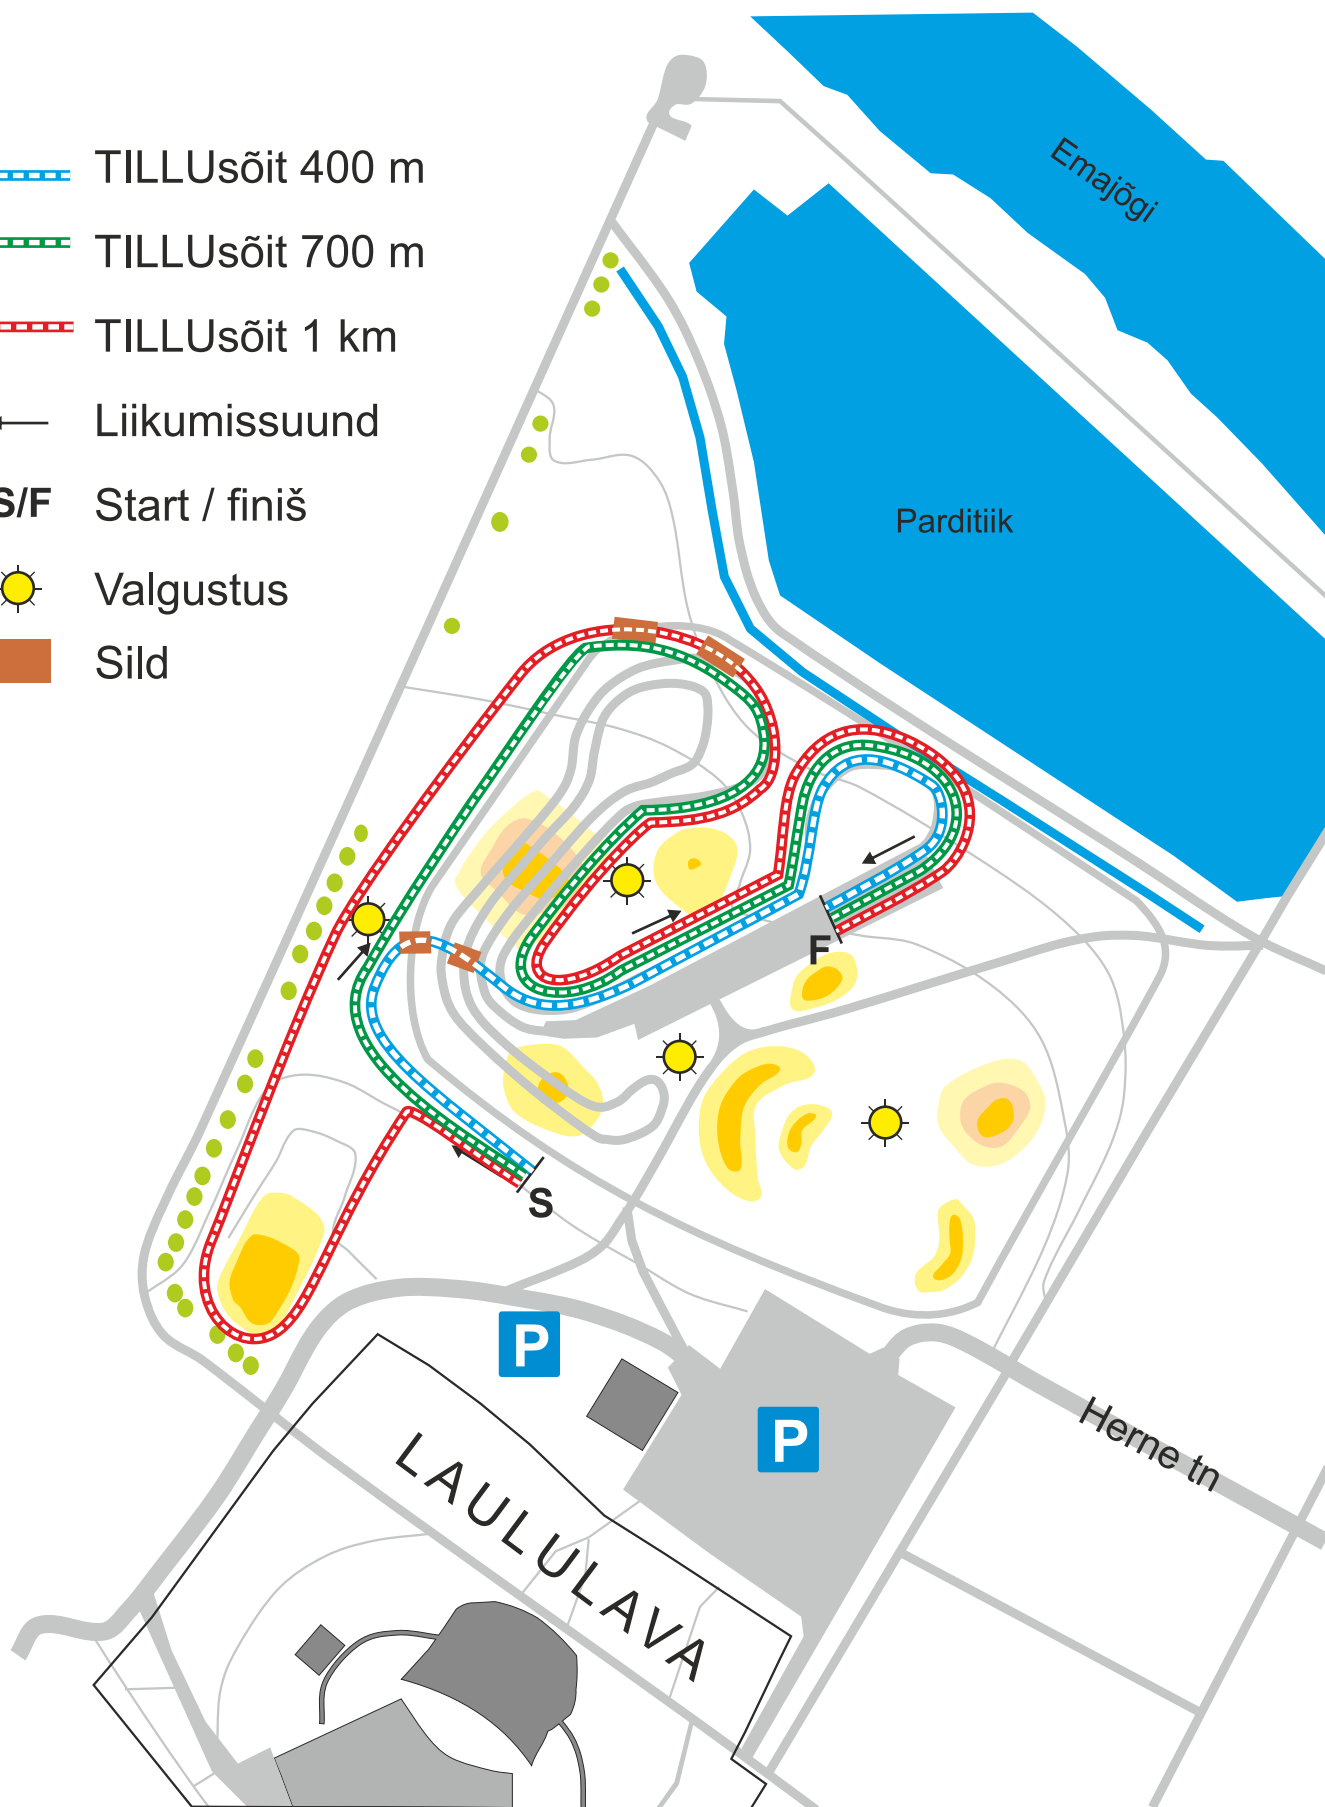 TILLUsõit 400 m
TILLUsõit 700 m
TILLUsõit 1 km
Liikumissuund
S/F Start / finiš
Valgustus
Sild
Emajõgi
Parditiik
F
S
P
P
Herne tn
LAULULAVA